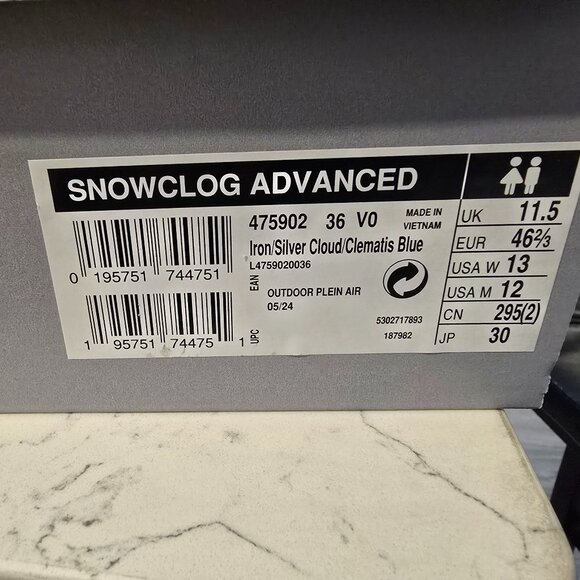 SNOWCLOG ADVANCED
475902 36 V0
MADE IN
VIETNAM
Iron/Silver Cloud/Clematis Blue
L4759020036
0 195751 744751
EAN
OUTDOOR PLEIN AIR
05/24
5302717893
187982
1 95751 74475 1
UPC
UK 11.5
EUR 46⅔
USA W 13
USA M 12
CN 295(2)
JP 30